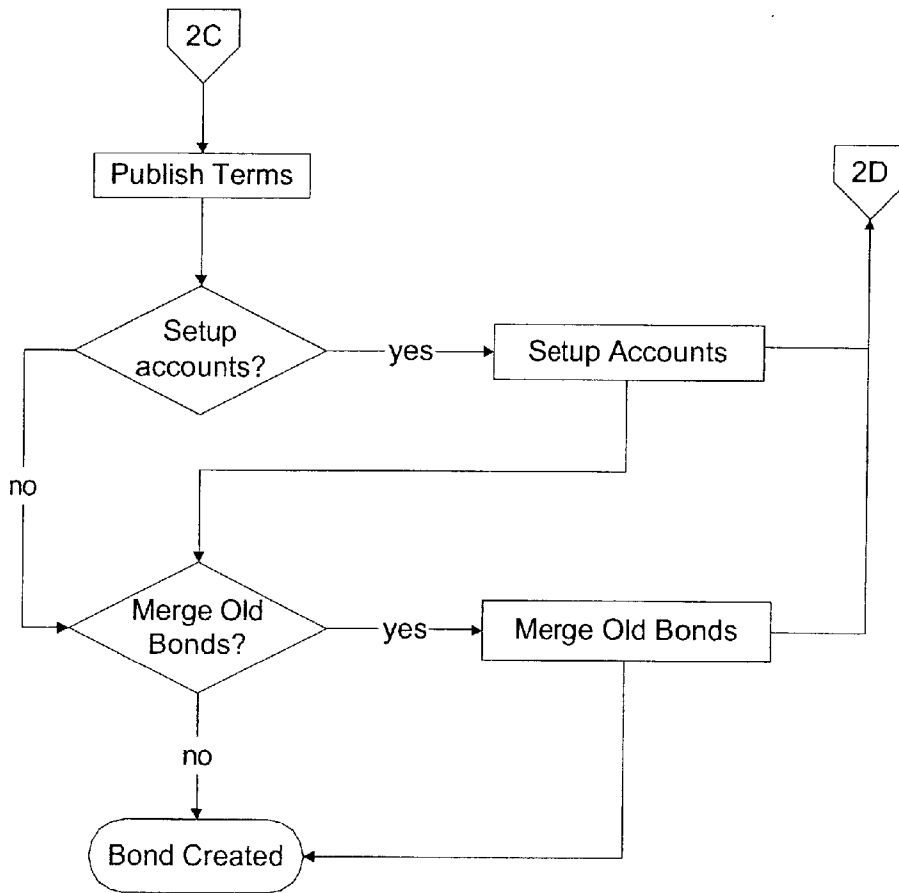 2C
Publish Terms
2D
Setup
accounts?
yes
Setup Accounts
no
Merge Old
Bonds?
yes
Merge Old Bonds
no
Bond Created